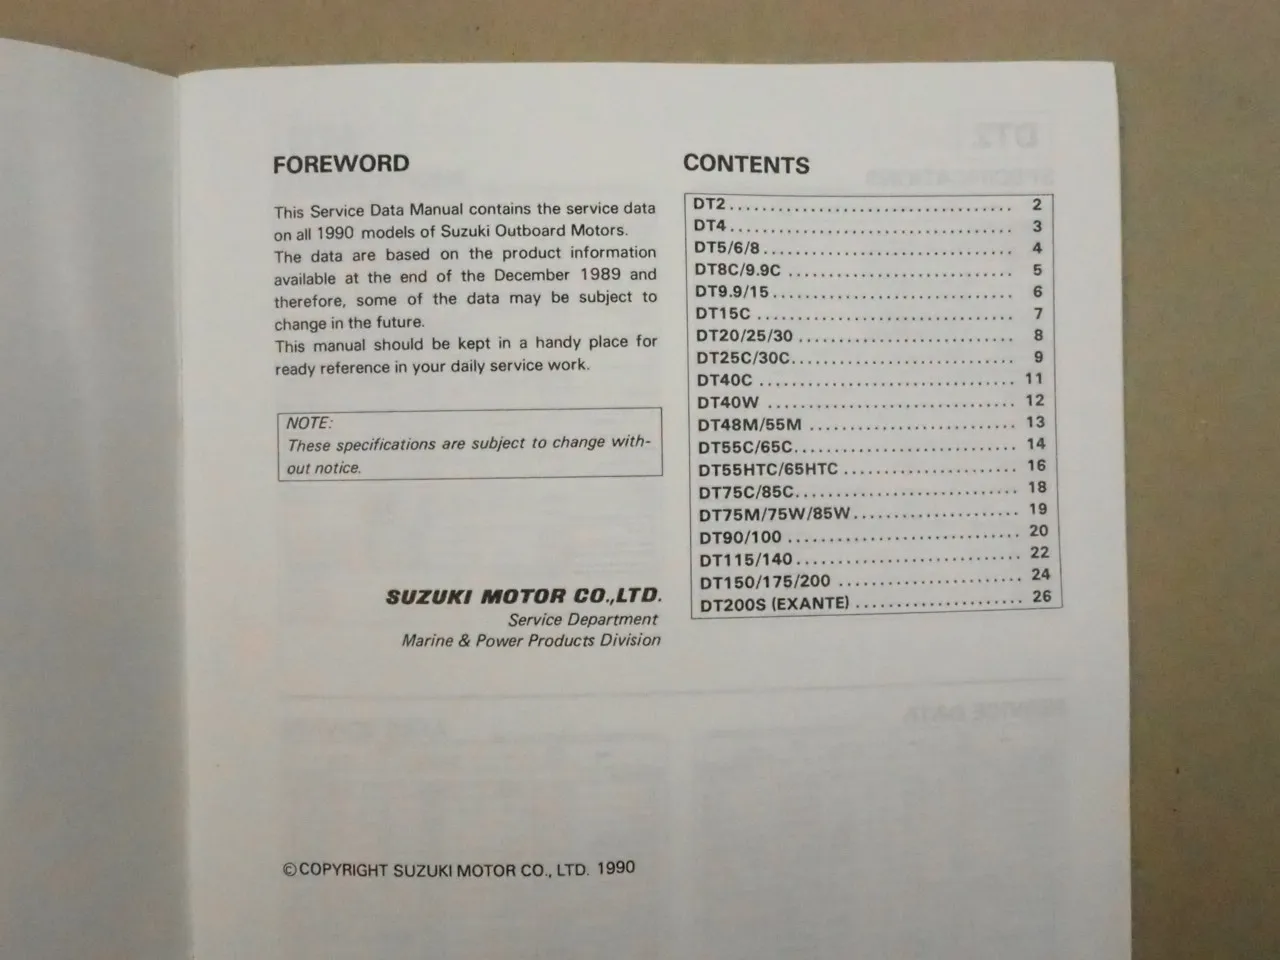 FOREWORD
This Service Data Manual contains the service data
on all 1990 models of Suzuki Outboard Motors.
The data are based on the product information
available at the end of the December 1989 and
therefore, some of the data may be subject to
change in the future.
This manual should be kept in a handy place for
ready reference in your daily service work.
NOTE:
These specifications are subject to change with-
out notice.
SUZUKI MOTOR CO.,LTD.
Service Department
Marine & Power Products Division
©COPYRIGHT SUZUKI MOTOR CO., LTD. 1990
CONTENTS
DT2 . . . . . . . . . . . . . . . . . . . . 2
DT4 . . . . . . . . . . . . . . . . . . . . 3
DT5/6/8 . . . . . . . . . . . . . . . . . . . . 4
DT8C/9.9C . . . . . . . . . . . . . . . . . . . . 5
DT9.9/15 . . . . . . . . . . . . . . . . . . . . 6
DT15C . . . . . . . . . . . . . . . . . . . . 7
DT20/25/30 . . . . . . . . . . . . . . . . . . . . 8
DT25C/30C . . . . . . . . . . . . . . . . . . . . 9
DT40C . . . . . . . . . . . . . . . . . . . . 11
DT40W . . . . . . . . . . . . . . . . . . . . 12
DT48M/55M . . . . . . . . . . . . . . . . . . . . 13
DT55C/65C . . . . . . . . . . . . . . . . . . . . 14
DT55HTC/65HTC . . . . . . . . . . . . . . . . . . . . 16
DT75C/85C . . . . . . . . . . . . . . . . . . . . 18
DT75M/75W/85W . . . . . . . . . . . . . . . . . . . . 19
DT90/100 . . . . . . . . . . . . . . . . . . . . 20
DT115/140 . . . . . . . . . . . . . . . . . . . . 22
DT150/175/200 . . . . . . . . . . . . . . . . . . . . 24
DT200S (EXANTE) . . . . . . . . . . . . . . . . . . . . 26